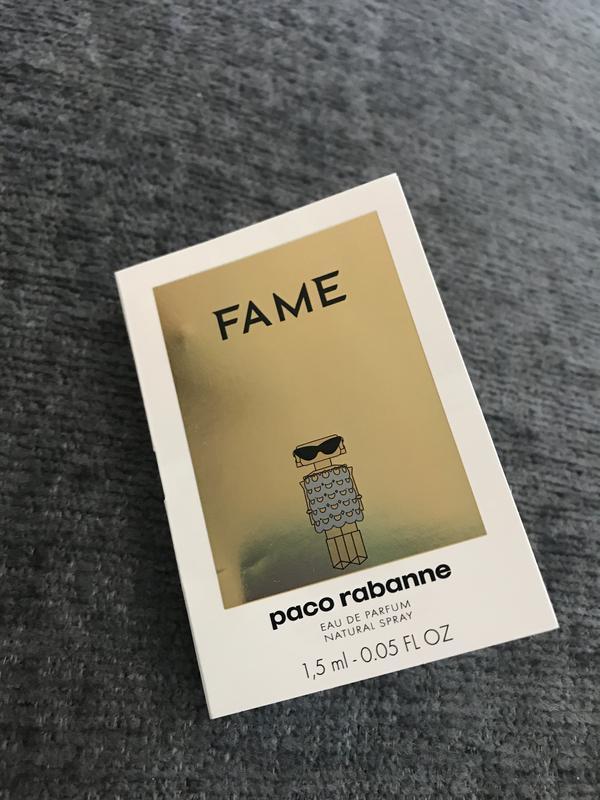 FAME
paco rabanne
EAU DE PARFUM
NATURAL SPRAY
1,5 ml - 0.05 FL OZ